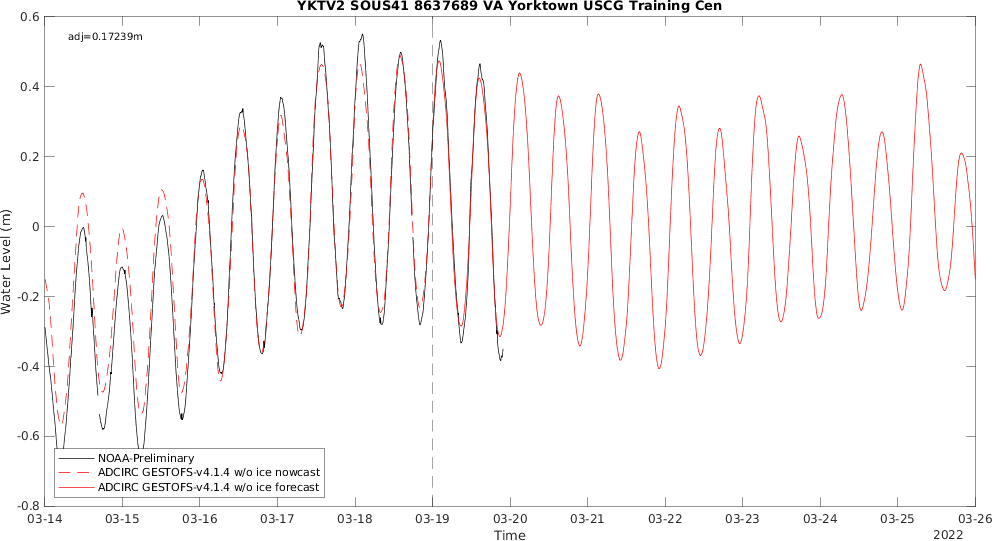 YKTV2 SOUS41 8637689 VA Yorktown USCG Training Cen
adj=0.17239m
0.6
0.4
0.2
0
-0.2
-0.4
-0.6
-0.8
Water Level (m)
NOAA-Preliminary
ADCIRC GESTOFS-v4.1.4 w/o ice nowcast
ADCIRC GESTOFS-v4.1.4 w/o ice forecast
03-14 03-15 03-16 03-17 03-18 03-19 03-20 03-21 03-22 03-23 03-24 03-25 03-26
Time
2022